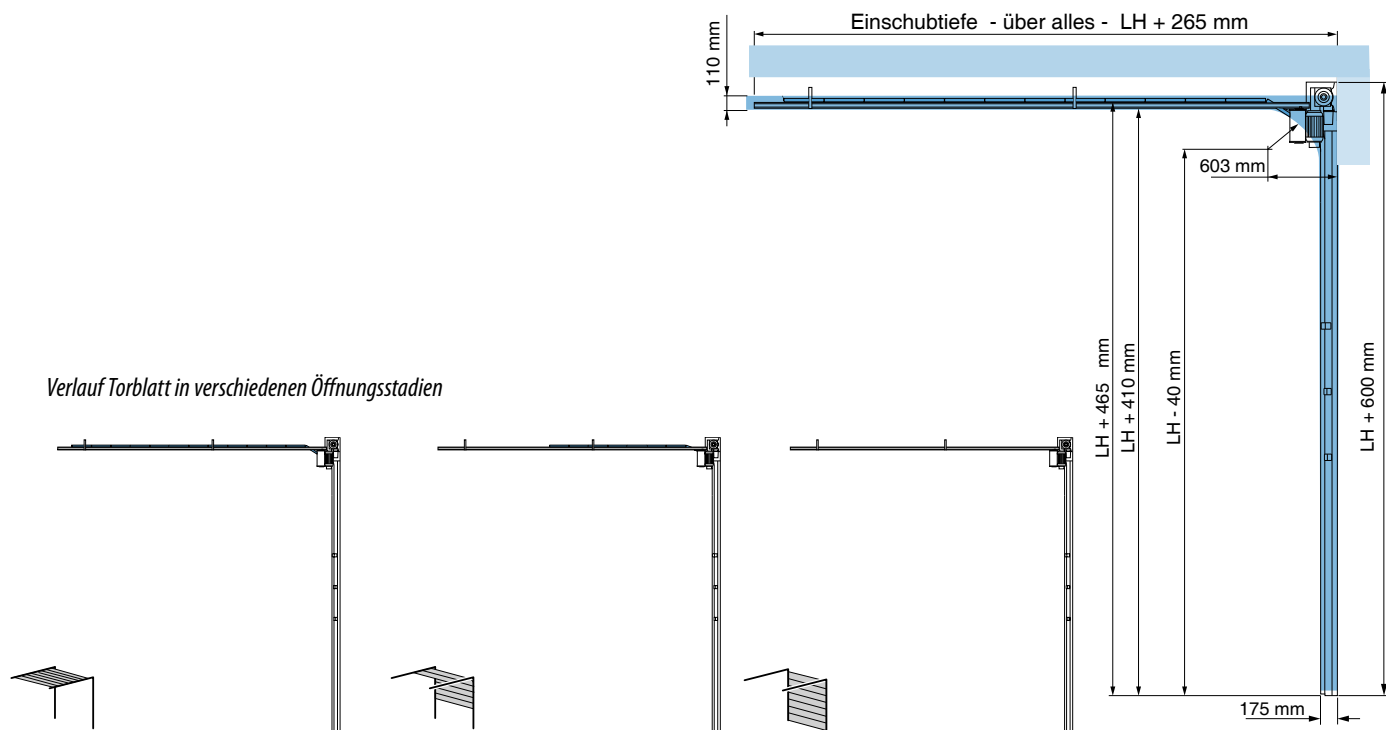 Einschubtiefe - über alles - LH + 265 mm
110 mm
603 mm
LH + 465 mm
LH + 410 mm
LH - 40 mm
LH + 600 mm
Verlauf Torblatt in verschiedenen Öffnungsstadien
175 mm